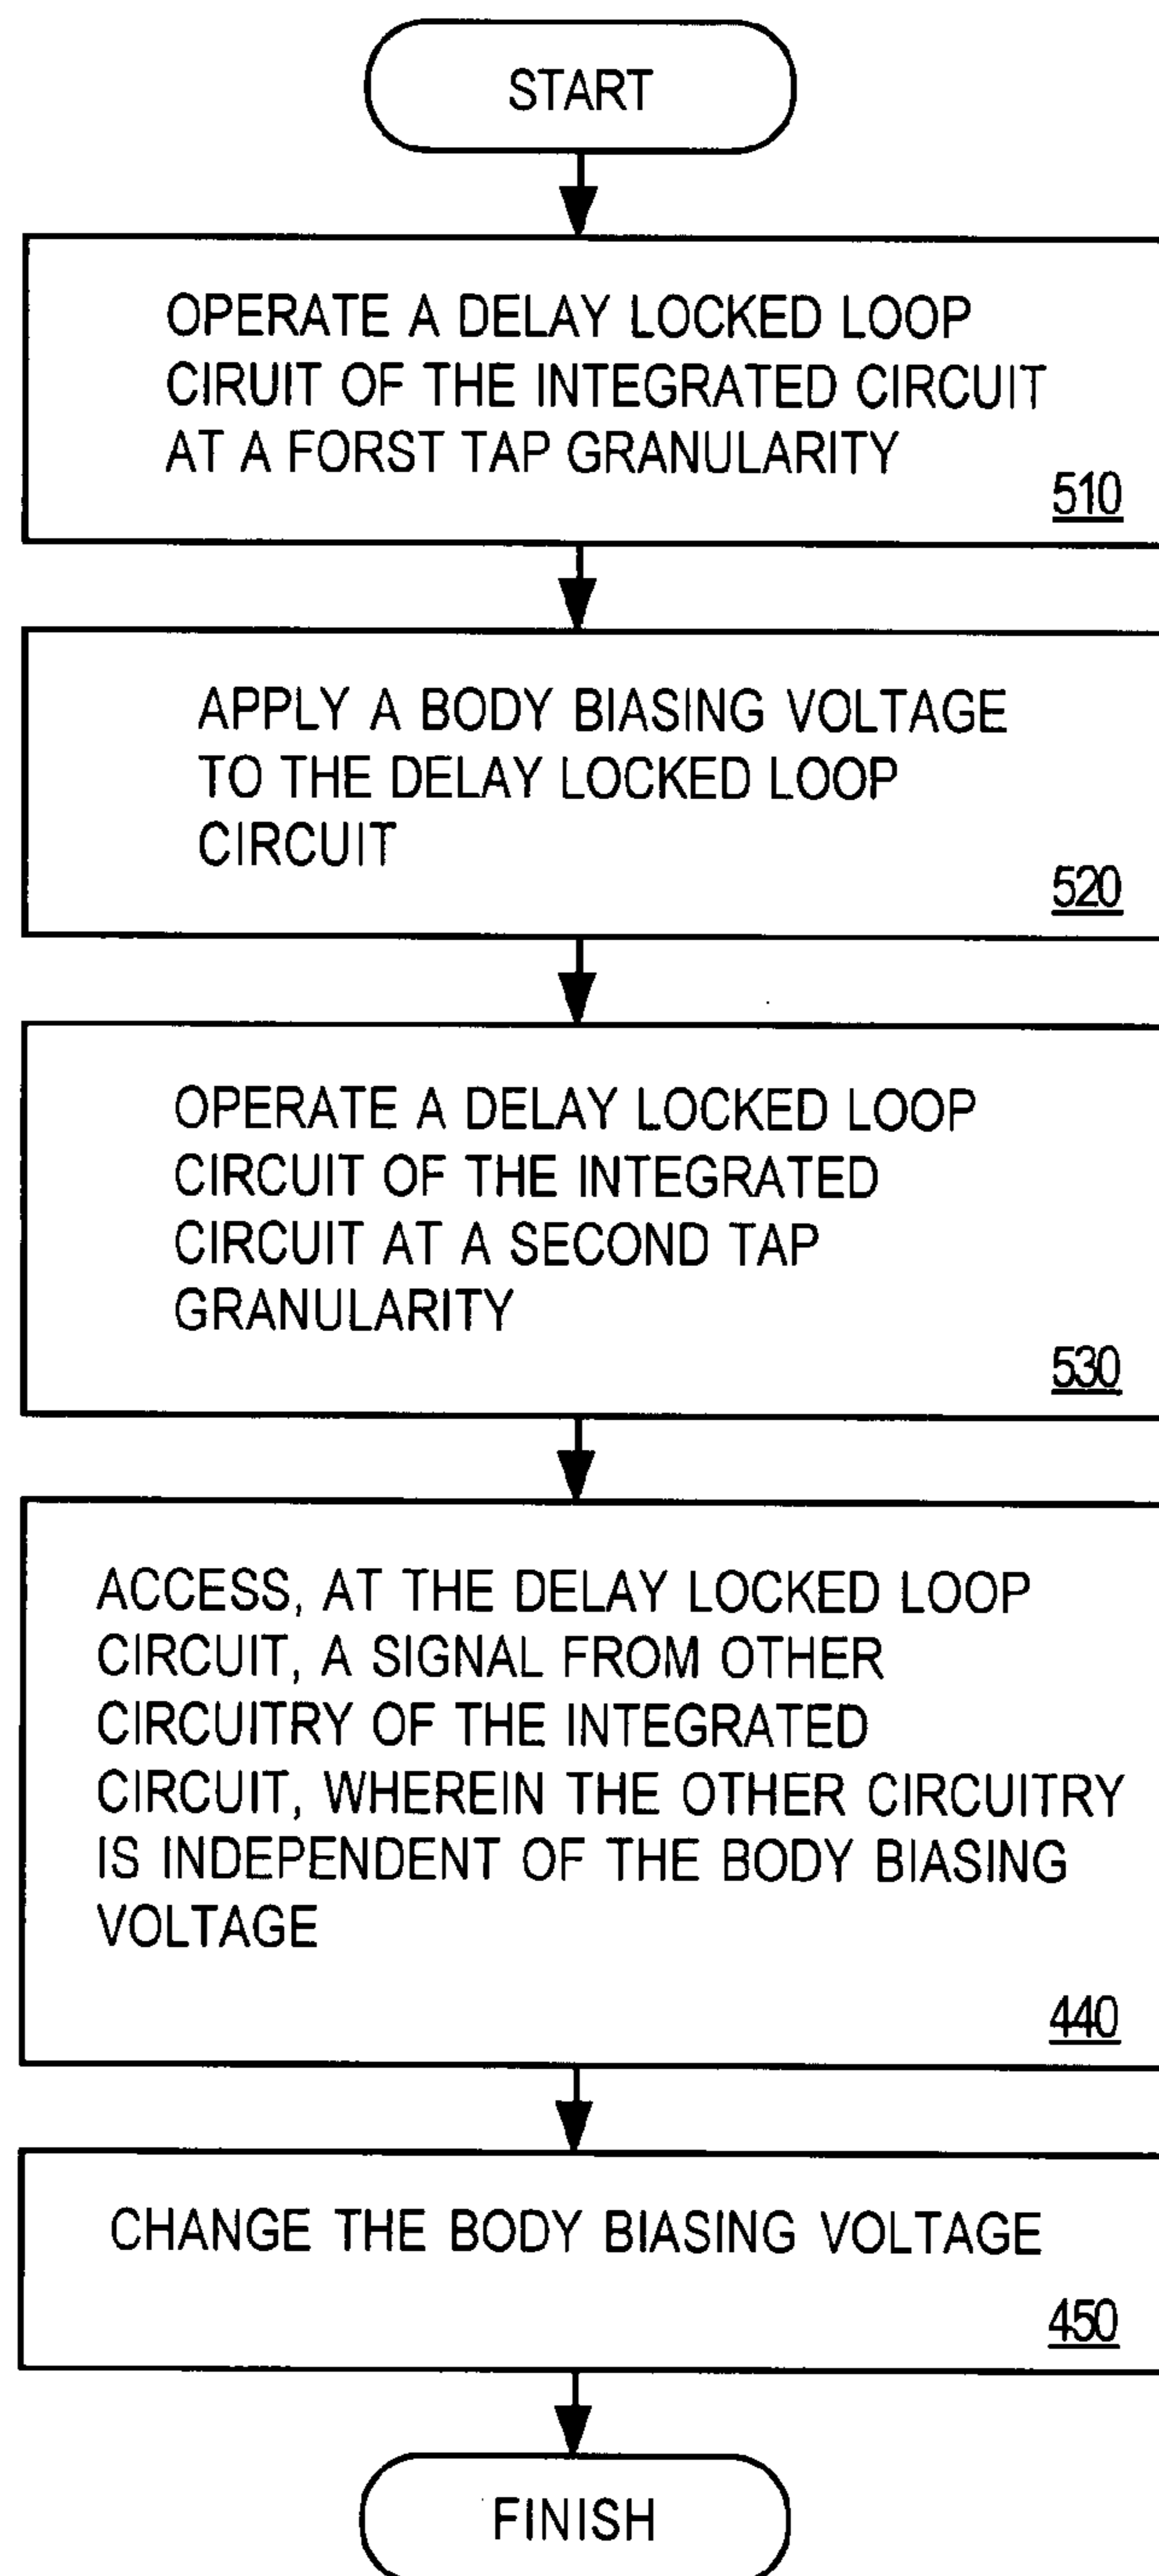 START
OPERATE A DELAY LOCKED LOOP
CIRUIT OF THE INTEGRATED CIRCUIT
AT A FORST TAP GRANULARITY
510
APPLY A BODY BIASING VOLTAGE
TO THE DELAY LOCKED LOOP
CIRCUIT
520
OPERATE A DELAY LOCKED LOOP
CIRCUIT OF THE INTEGRATED
CIRCUIT AT A SECOND TAP
GRANULARITY
530
ACCESS, AT THE DELAY LOCKED LOOP
CIRCUIT, A SIGNAL FROM OTHER
CIRCUITRY OF THE INTEGRATED
CIRCUIT, WHEREIN THE OTHER CIRCUITRY
IS INDEPENDENT OF THE BODY BIASING
VOLTAGE
440
CHANGE THE BODY BIASING VOLTAGE
450
FINISH